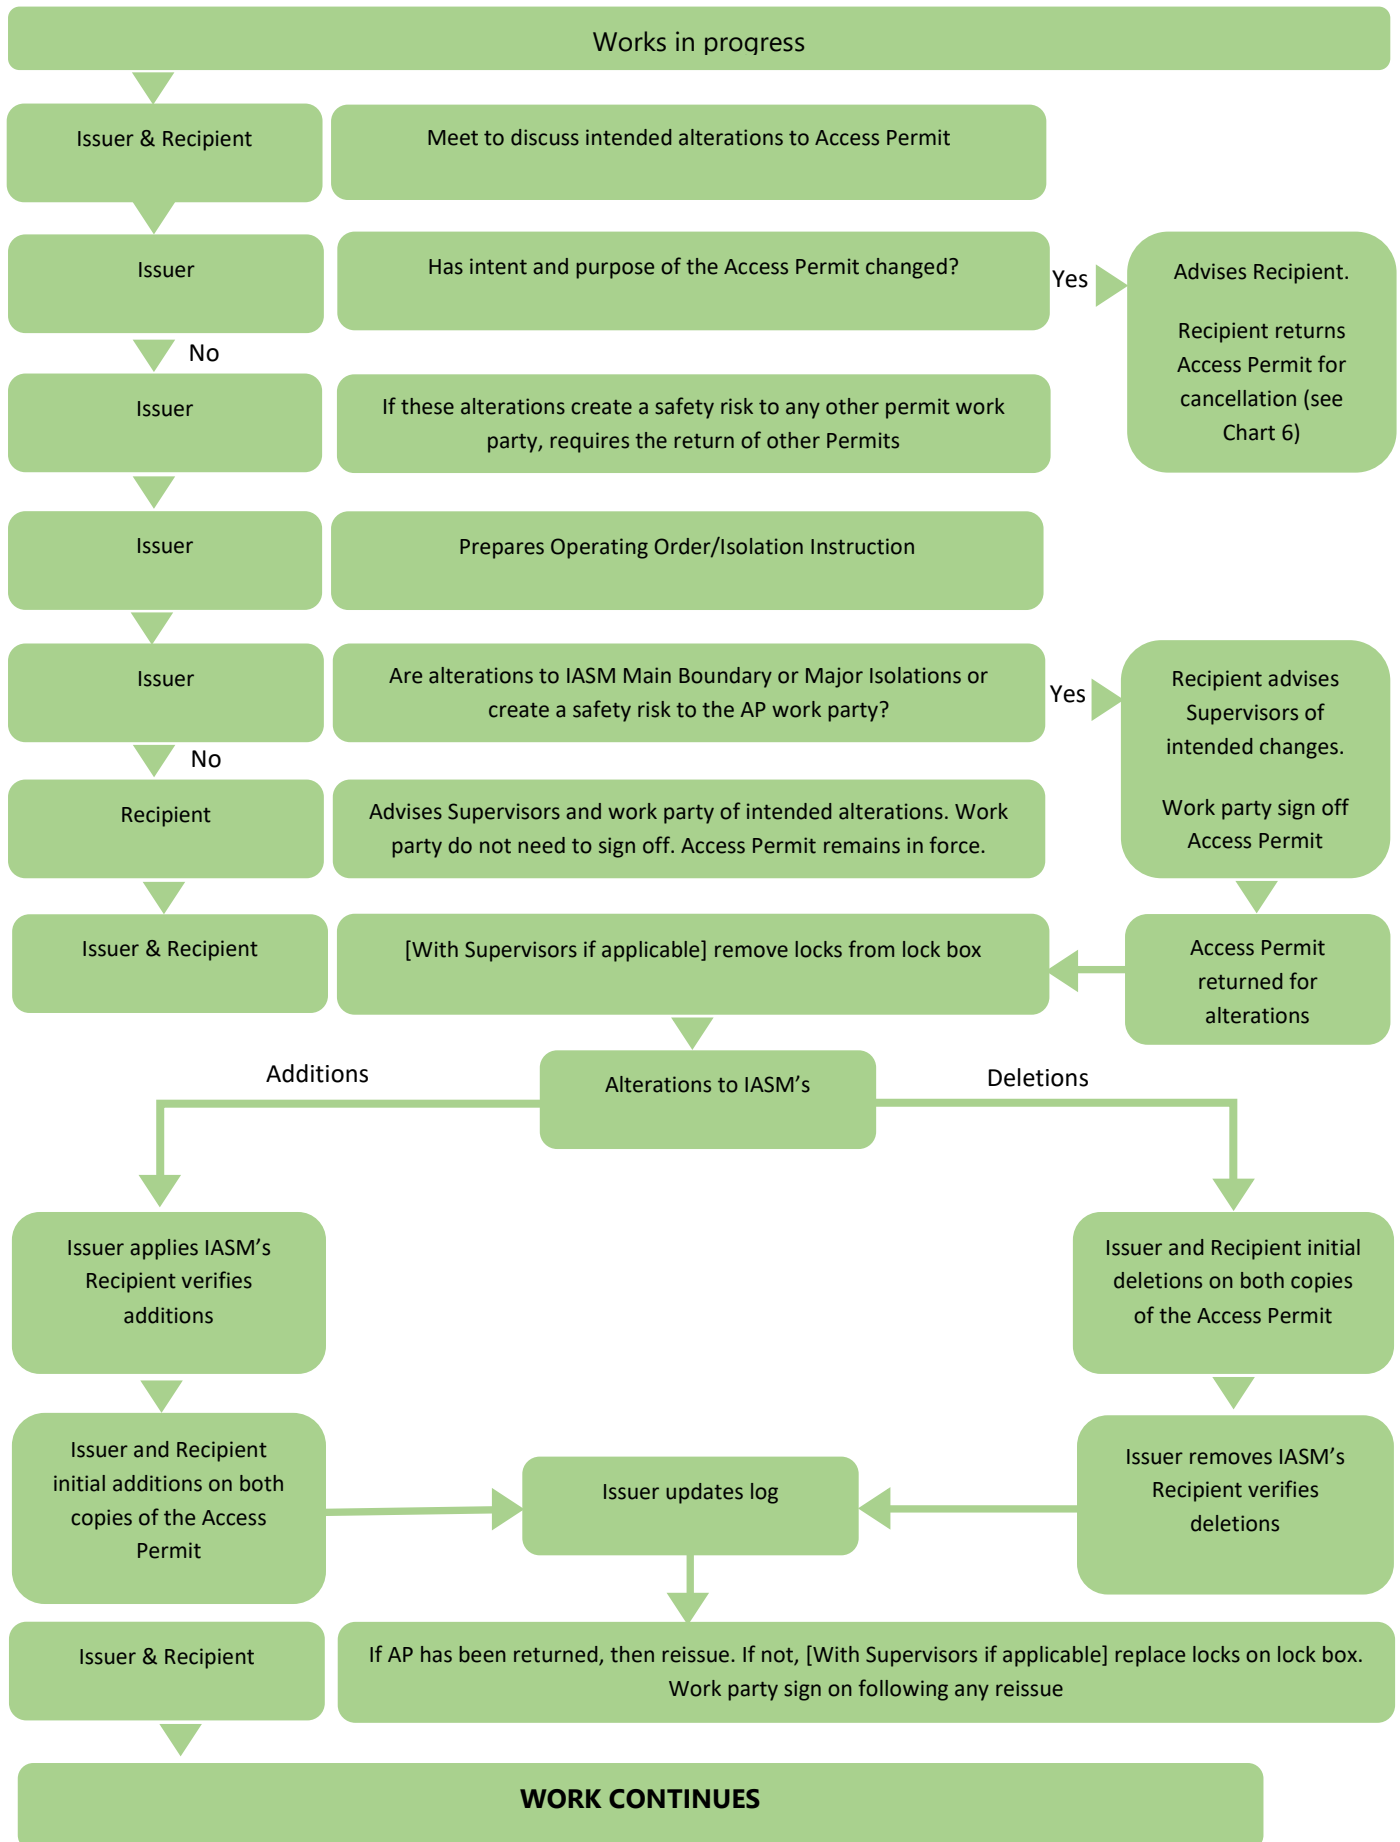 Works in progress
Issuer & Recipient
Meet to discuss intended alterations to Access Permit
Issuer
Has intent and purpose of the Access Permit changed?
Yes
Advises Recipient.
Recipient returns
Access Permit for
cancellation (see
Chart 6)
No
Issuer
If these alterations create a safety risk to any other permit work
party, requires the return of other Permits
Issuer
Prepares Operating Order/Isolation Instruction
Issuer
Are alterations to IASM Main Boundary or Major Isolations or
create a safety risk to the AP work party?
Yes
Recipient advises
Supervisors of
intended changes.
Work party sign off
Access Permit
No
Recipient
Advises Supervisors and work party of intended alterations. Work
party do not need to sign off. Access Permit remains in force.
Issuer & Recipient
[With Supervisors if applicable] remove locks from lock box
Access Permit
returned for
alterations
Additions
Alterations to IASM’s
Deletions
Issuer applies IASM’s
Recipient verifies
additions
Issuer and Recipient initial
deletions on both copies
of the Access Permit
Issuer and Recipient
initial additions on both
copies of the Access
Permit
Issuer updates log
Issuer removes IASM’s
Recipient verifies
deletions
Issuer & Recipient
If AP has been returned, then reissue. If not, [With Supervisors if applicable] replace locks on lock box.
Work party sign on following any reissue
WORK CONTINUES